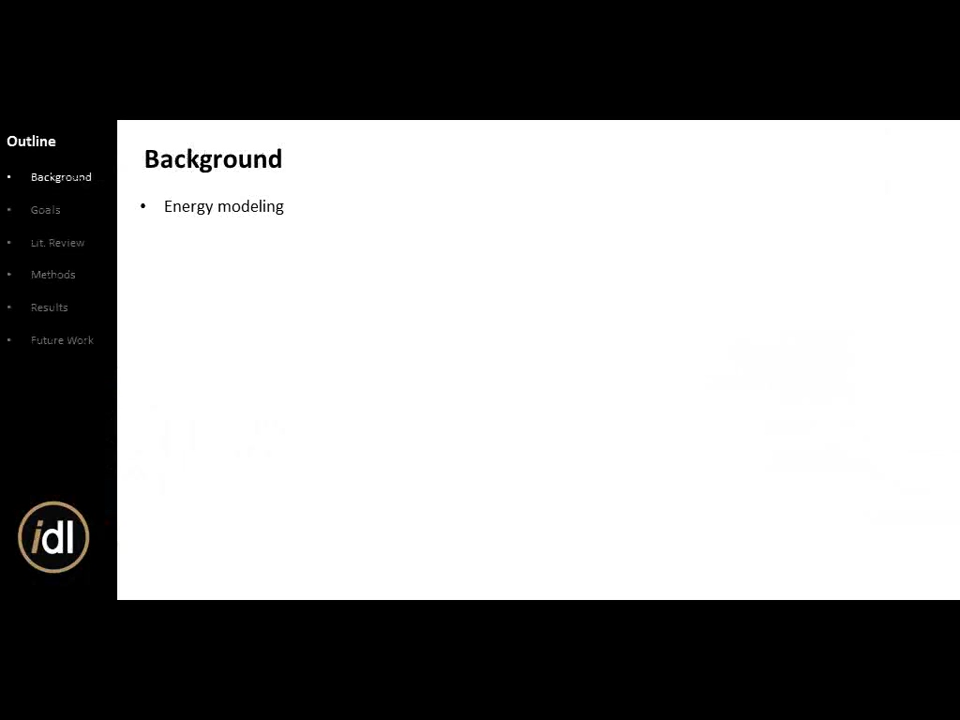 Outline
• Background
• Goals
• Lit. Review
• Methods
• Results
• Future Work
idl
Background
• Energy modeling